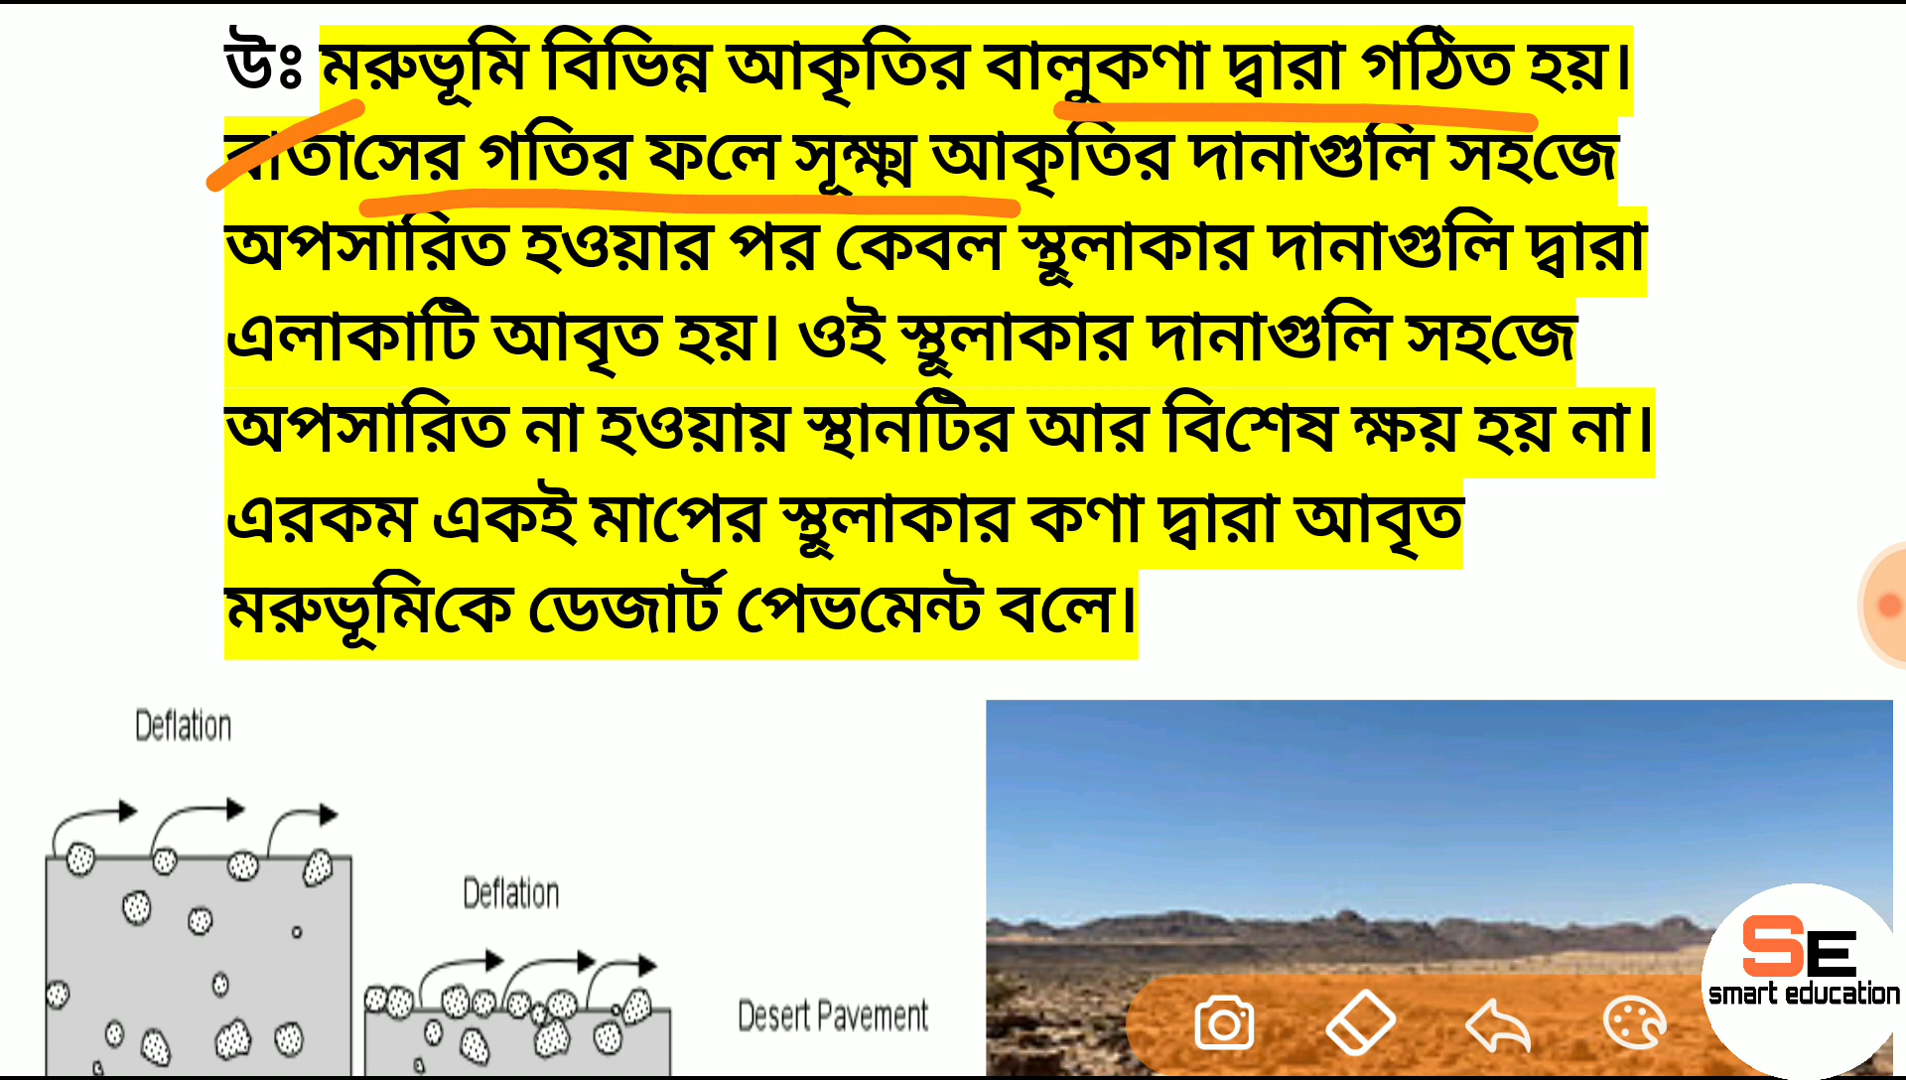 উঃ মরুভূমি বিভিন্ন আকৃতির বালুকণা দ্বারা গঠিত হয়।
বাতাসের গতির ফলে সূক্ষ্ম আকৃতির দানাগুলি সহজে
অপসারিত হওয়ার পর কেবল স্থূলাকার দানাগুলি দ্বারা
এলাকাটি আবৃত হয়। ওই স্থূলাকার দানাগুলি সহজে
অপসারিত না হওয়ায় স্থানটির আর বিশেষ ক্ষয় হয় না।
এরকম একই মাপের স্থূলাকার কণা দ্বারা আবৃত
মরুভূমিকে ডেজার্ট পেভমেন্ট বলে।
Deflation
Deflation
Desert Pavement
SE
smart education